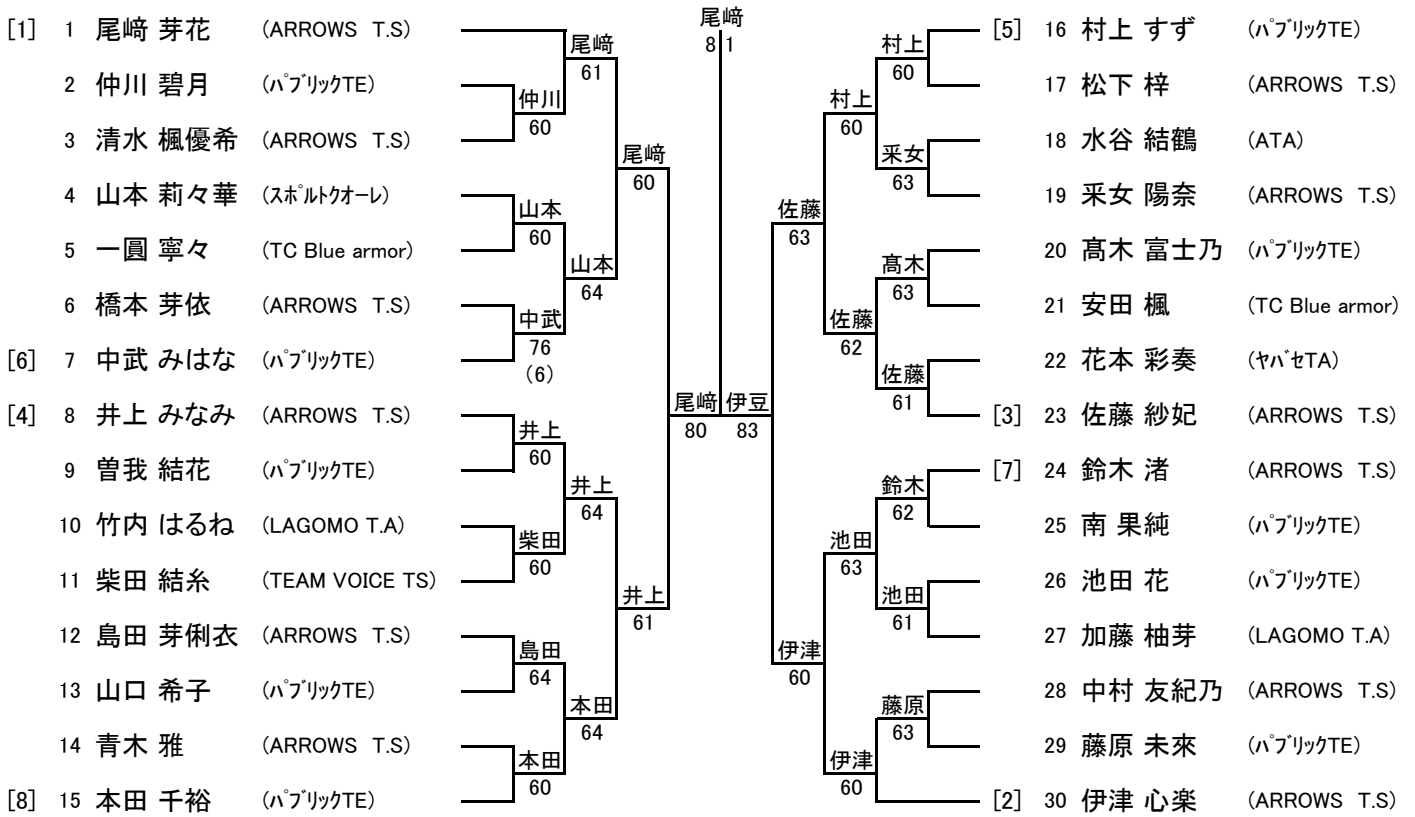 尾﨑
8 1
[1] 1 尾﨑 芽花 (ARROWS T.S)
2 仲川 碧月 (ﾊﾟﾌﾞﾘｯｸTE)
3 清水 楓優希 (ARROWS T.S)
4 山本 莉々華 (ｽﾎﾟﾙﾄｸｵｰﾚ)
5 一圓 寧々 (TC Blue armor)
6 橋本 芽依 (ARROWS T.S)
[6] 7 中武 みはな (ﾊﾟﾌﾞﾘｯｸTE)
[4] 8 井上 みなみ (ARROWS T.S)
9 曽我 結花 (ﾊﾟﾌﾞﾘｯｸTE)
10 竹内 はるね (LAGOMO T.A)
11 柴田 結糸 (TEAM VOICE TS)
12 島田 芽俐衣 (ARROWS T.S)
13 山口 希子 (ﾊﾟﾌﾞﾘｯｸTE)
14 青木 雅 (ARROWS T.S)
[8] 15 本田 千裕 (ﾊﾟﾌﾞﾘｯｸTE)
仲川
60
山本
60
中武
76
(6)
井上
60
柴田
60
島田
64
本田
60
尾﨑
61
山本
64
井上
64
本田
64
尾﨑
60
井上
61
尾﨑
80
伊豆
83
佐藤
63
伊津
60
村上
60
佐藤
62
池田
63
伊津
60
村上
60
采女
63
髙木
63
佐藤
61
鈴木
62
池田
61
藤原
63
[5] 16 村上 すず (ﾊﾟﾌﾞﾘｯｸTE)
17 松下 梓 (ARROWS T.S)
18 水谷 結鶴 (ATA)
19 采女 陽奈 (ARROWS T.S)
20 髙木 富士乃 (ﾊﾟﾌﾞﾘｯｸTE)
21 安田 楓 (TC Blue armor)
22 花本 彩奏 (ﾔﾊﾞｾTA)
[3] 23 佐藤 紗妃 (ARROWS T.S)
[7] 24 鈴木 渚 (ARROWS T.S)
25 南 果純 (ﾊﾟﾌﾞﾘｯｸTE)
26 池田 花 (ﾊﾟﾌﾞﾘｯｸTE)
27 加藤 柚芽 (LAGOMO T.A)
28 中村 友紀乃 (ARROWS T.S)
29 藤原 未來 (ﾊﾟﾌﾞﾘｯｸTE)
[2] 30 伊津 心楽 (ARROWS T.S)